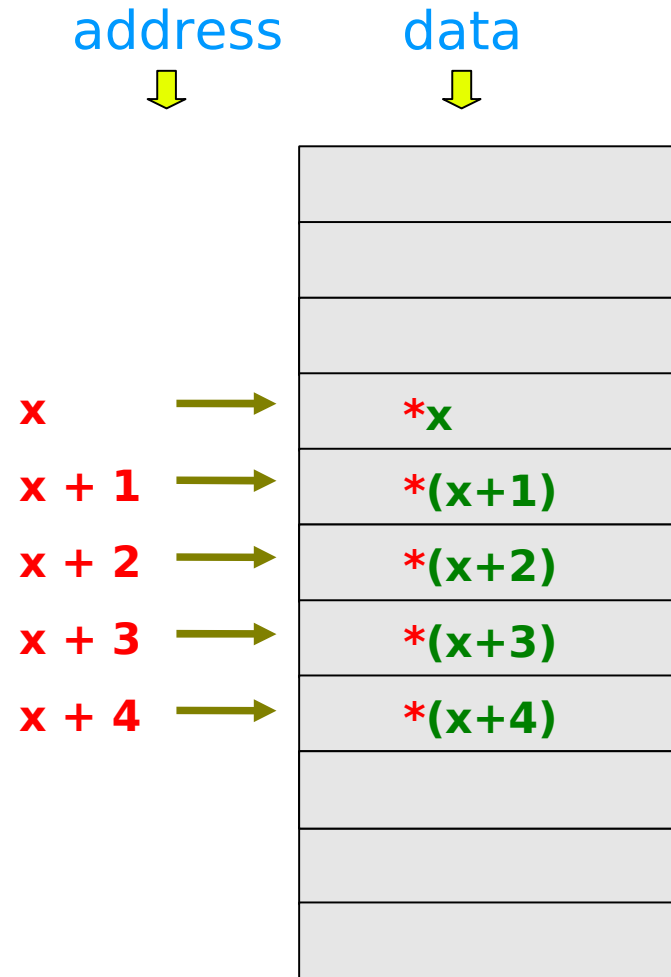 address data
x *x
x + 1 *(x+1)
x + 2 *(x+2)
x + 3 *(x+3)
x + 4 *(x+4)